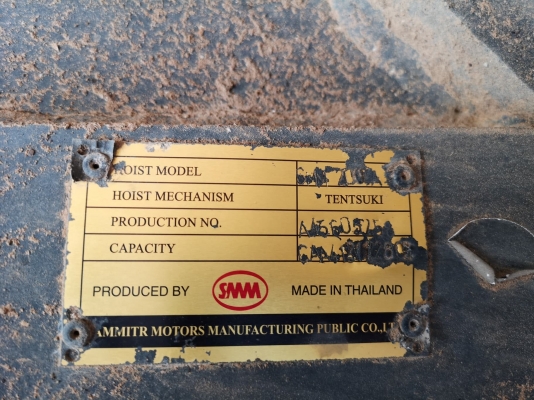 HOIST MODEL
HOIST MECHANISM TENTSUKI
PRODUCTION NO.
CAPACITY
PRODUCED BY SMM MADE IN THAILAND
AMMITR MOTORS MANUFACTURING PUBLIC CO.,L